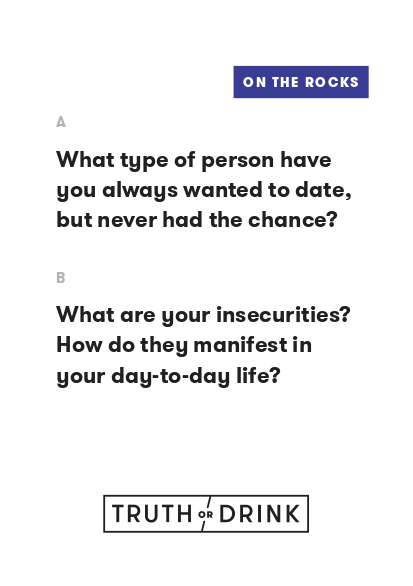 ON THE ROCKS
A
What type of person have
you always wanted to date,
but never had the chance?
B
What are your insecurities?
How do they manifest in
your day-to-day life?
TRUTH OR DRINK